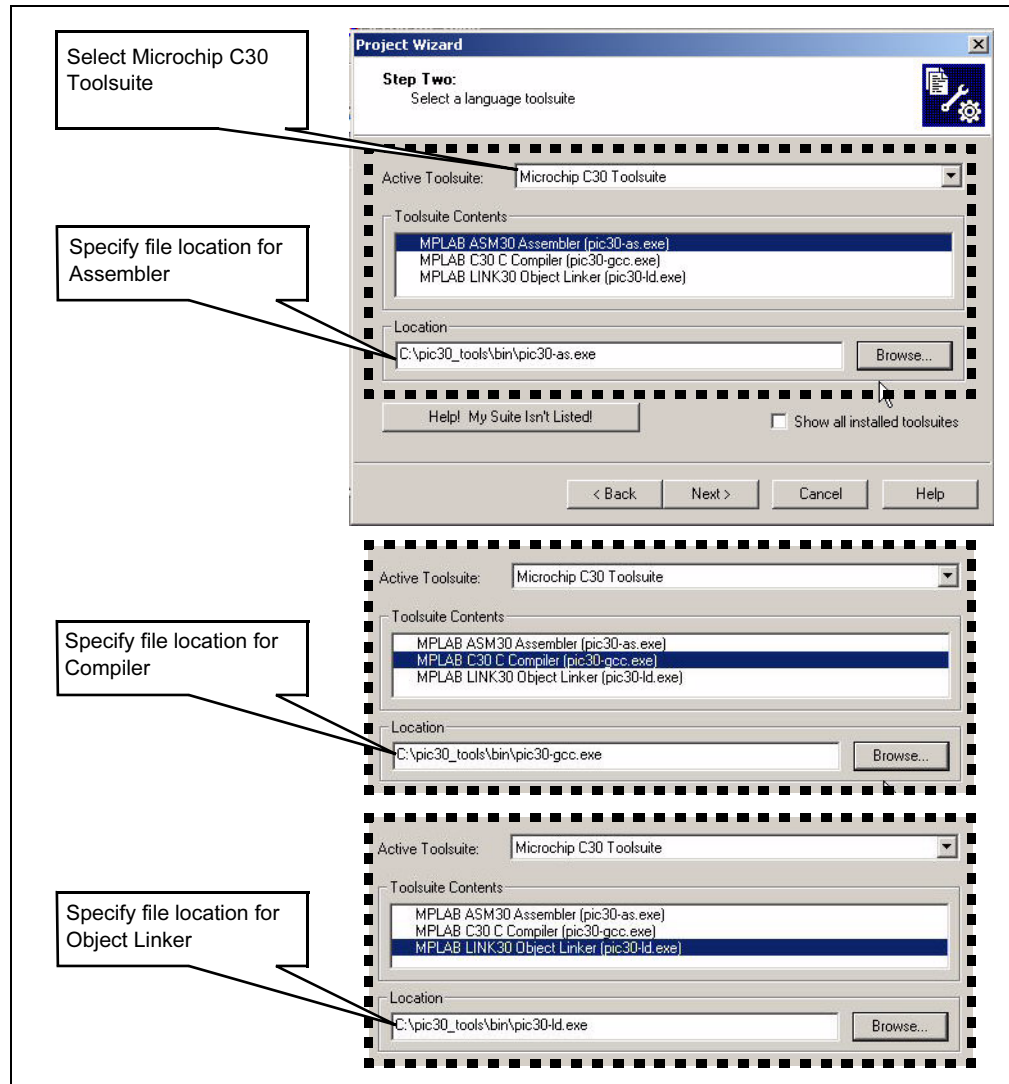 Select Microchip C30
Toolsuite
Project Wizard
Step Two:
Select a language toolsuite
Active Toolsuite:
Microchip C30 Toolsuite
Toolsuite Contents
MPLAB ASM30 Assembler (pic30-as.exe)
MPLAB C30 C Compiler (pic30-gcc.exe)
MPLAB LINK30 Object Linker (pic30-ld.exe)
Specify file location for
Assembler
Location
C:\pic30_tools\bin\pic30-as.exe
Browse...
Help! My Suite Isn't Listed!
Show all installed toolsuites
< Back
Next >
Cancel
Help
Active Toolsuite:
Microchip C30 Toolsuite
Toolsuite Contents
MPLAB ASM30 Assembler (pic30-as.exe)
MPLAB C30 C Compiler (pic30-gcc.exe)
MPLAB LINK30 Object Linker (pic30-ld.exe)
Specify file location for
Compiler
Location
C:\pic30_tools\bin\pic30-gcc.exe
Browse...
Active Toolsuite:
Microchip C30 Toolsuite
Toolsuite Contents
MPLAB ASM30 Assembler (pic30-as.exe)
MPLAB C30 C Compiler (pic30-gcc.exe)
MPLAB LINK30 Object Linker (pic30-ld.exe)
Specify file location for
Object Linker
Location
C:\pic30_tools\bin\pic30-ld.exe
Browse...